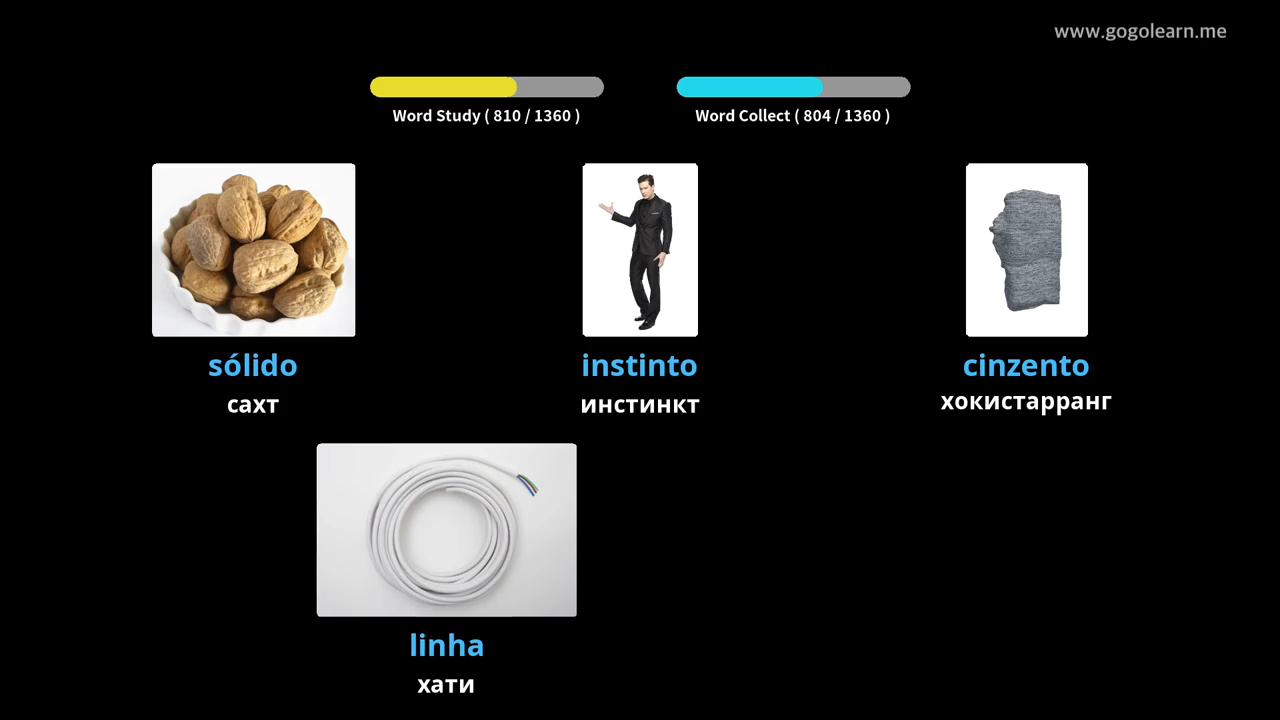 www.gogolearn.me
Word Study ( 810 / 1360 )
Word Collect ( 804 / 1360 )
sólido
сахт
instinto
инстинкт
cinzento
хокистарранг
linha
хати